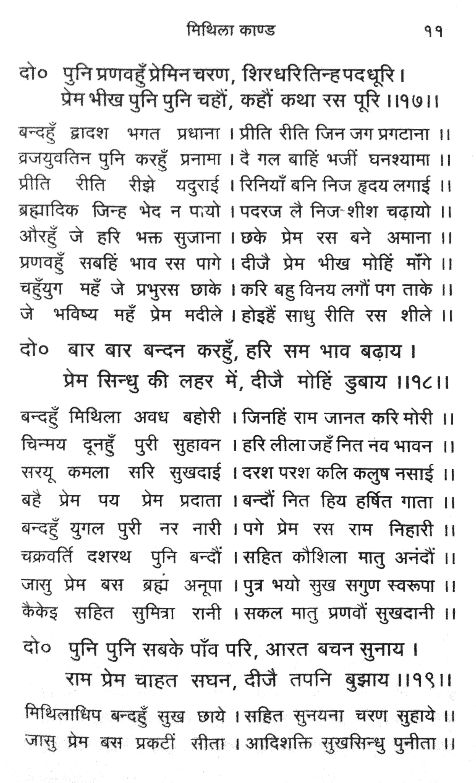 मिथिला काण्ड ११
दो० पुनि प्रणवहुँ प्रेमिन चरण, शिर धरि तिन्ह पद धूरि ।
प्रेम भीख पुनि पुनि चहौं, कहौं कथा रस पूरि ।।१७।।
बन्दहुँ द्वादश भगत प्रधाना । प्रीति रीति जिन जग प्रगटाना ।।
व्रजयुवतिन पुनि करहुँ प्रनामा । दै गल बाहिं भजीं घनश्यामा ।।
प्रीति रीति रीझे यदुराई । रिनियाँ बनि निज हृदय लगाई ।।
ब्रह्मादिक जिन्ह भेद न पायो । पदरज लै निज शीश चढ़ायो ।।
औरहुँ जे हरि भक्त सुजाना । छके प्रेम रस बने अमाना ।।
प्रणवहुँ सबहिं भाव रस पागे । दीजै प्रेम भीख मोहिं माँगे ।।
चहुँयुग महँ जे प्रभुरस छाके । करि बहु विनय लगौं पग ताके ।।
जे भविष्य महँ प्रेम मदीले । होइहैं साधु रीति रस शीले ।।
दो० बार बार बन्दन करहुँ, हरि सम भाव बढ़ाय ।
प्रेम सिन्धु की लहर में, दीजै मोहिं डुबाय ।।१८।।
बन्दहुँ मिथिला अवध बहोरी । जिनहिं राम जानत करि मोरी ।।
चिन्मय दूनहुँ पुरी सुहावन । हरि लीला जहँ नित नव भावन ।।
सरयू कमला सरि सुखदाई । दरश परश कलि कलुष नसाई ।।
बहै प्रेम पय प्रेम प्रदाता । बन्दौं नित हिय हर्षित गाता ।।
बन्दहुँ युगल पुरी नर नारी । पगे प्रेम रस राम निहारी ।।
चक्रवर्ति दशरथ पुनि बन्दौं । सहित कौशिला मातु अनंदौं ।।
जासु प्रेम बस ब्रह्म अनूपा । पुत्र भयो सुख सगुण स्वरूपा ।।
कैकेइ सहित सुमित्रा रानी । सकल मातु प्रणवौं सुखदानी ।।
दो० पुनि पुनि सबके पाँव परि, आरत बचन सुनाय ।
राम प्रेम चाहत सघन, दीजै तपनि बुझाय ।।१९।।
मिथिलाधिप बन्दहुँ सुख छाये । सहित सुनयना चरण सुहाये ।।
जासु प्रेम बस प्रकटीं सीता । आदिशक्ति सुखसिन्धु पुनीता ।।